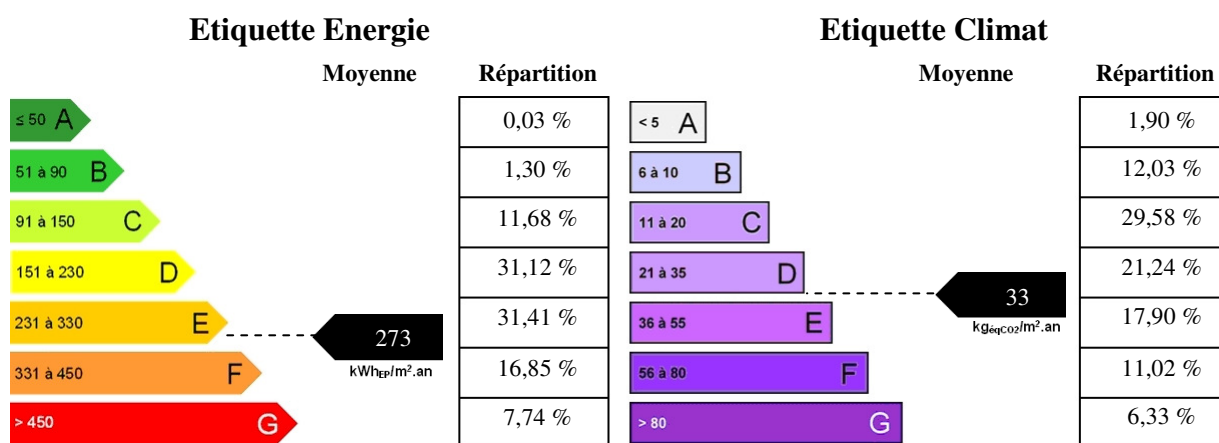 Etiquette Energie
Moyenne Répartition
≤ 50 A 0,03 %
51 à 90 B 1,30 %
91 à 150 C 11,68 %
151 à 230 D 31,12 %
231 à 330 E 31,41 %
273
kWhEP/m².an
331 à 450 F 16,85 %
> 450 G 7,74 %
Etiquette Climat
Moyenne Répartition
< 5 A 1,90 %
6 à 10 B 12,03 %
11 à 20 C 29,58 %
21 à 35 D 21,24 %
33
kgéqCO2/m².an
36 à 55 E 17,90 %
56 à 80 F 11,02 %
> 80 G 6,33 %